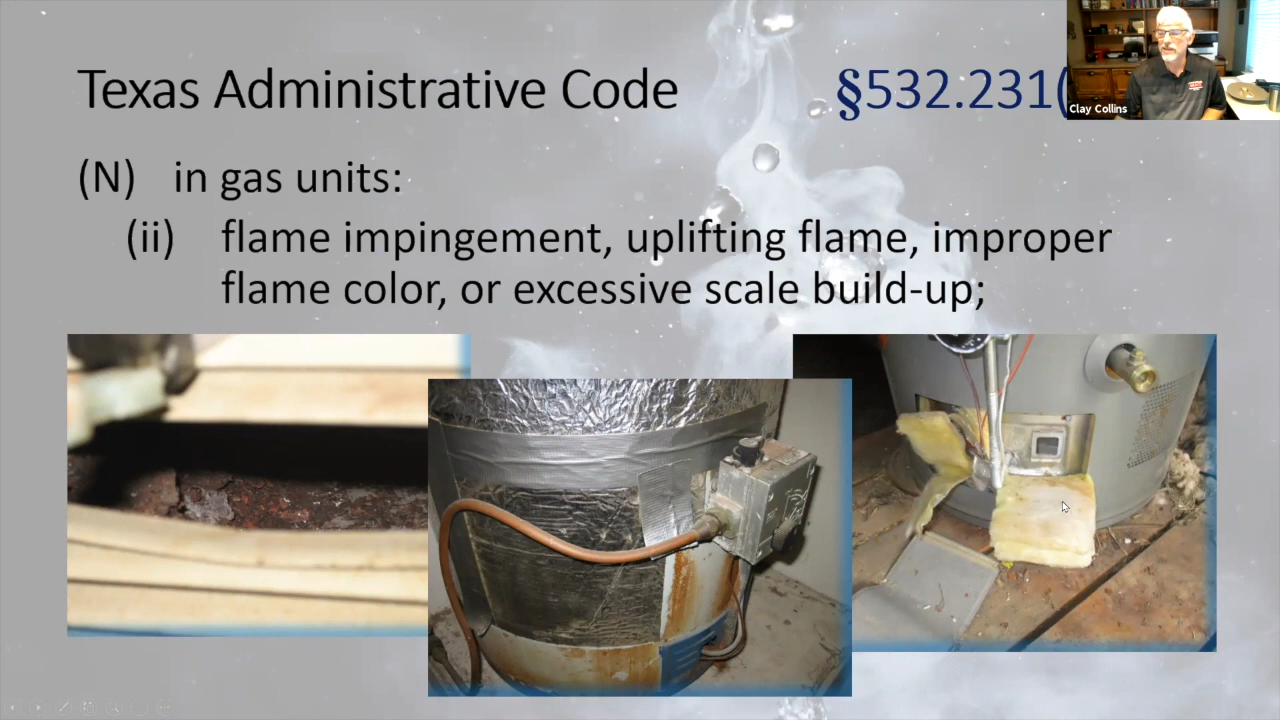 Texas Administrative Code §532.231(
Clay Collins
(N) in gas units:
(ii) flame impingement, uplifting flame, improper
flame color, or excessive scale build-up;